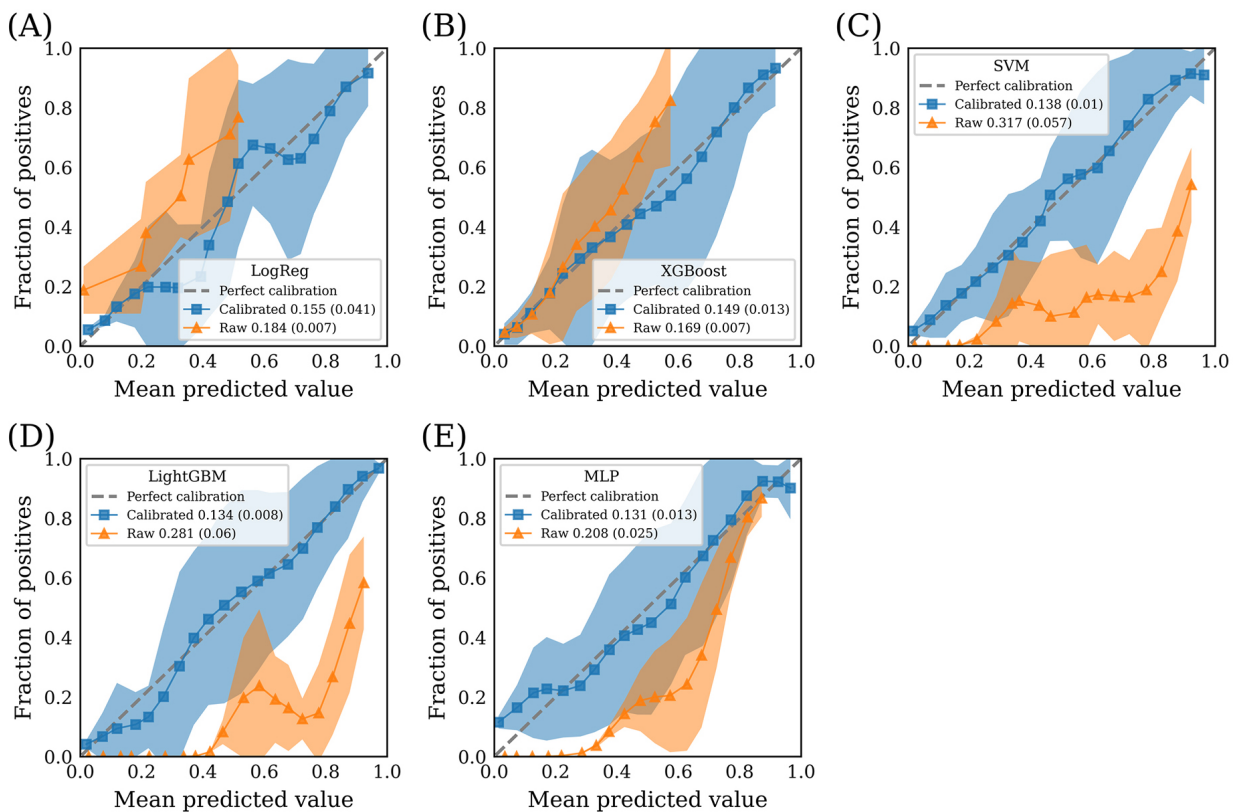 (A)
1.0
0.8
0.6
0.4
0.2
0.0
Fraction of positives
LogReg
Perfect calibration
Calibrated 0.155 (0.041)
Raw 0.184 (0.007)
0.0 0.2 0.4 0.6 0.8 1.0
Mean predicted value
(B)
1.0
0.8
0.6
0.4
0.2
0.0
Fraction of positives
XGBoost
Perfect calibration
Calibrated 0.149 (0.013)
Raw 0.169 (0.007)
0.0 0.2 0.4 0.6 0.8 1.0
Mean predicted value
(C)
1.0
0.8
0.6
0.4
0.2
0.0
Fraction of positives
SVM
Perfect calibration
Calibrated 0.138 (0.01)
Raw 0.317 (0.057)
0.0 0.2 0.4 0.6 0.8 1.0
Mean predicted value
(D)
1.0
0.8
0.6
0.4
0.2
0.0
Fraction of positives
LightGBM
Perfect calibration
Calibrated 0.134 (0.008)
Raw 0.281 (0.06)
0.0 0.2 0.4 0.6 0.8 1.0
Mean predicted value
(E)
1.0
0.8
0.6
0.4
0.2
0.0
Fraction of positives
MLP
Perfect calibration
Calibrated 0.131 (0.013)
Raw 0.208 (0.025)
0.0 0.2 0.4 0.6 0.8 1.0
Mean predicted value